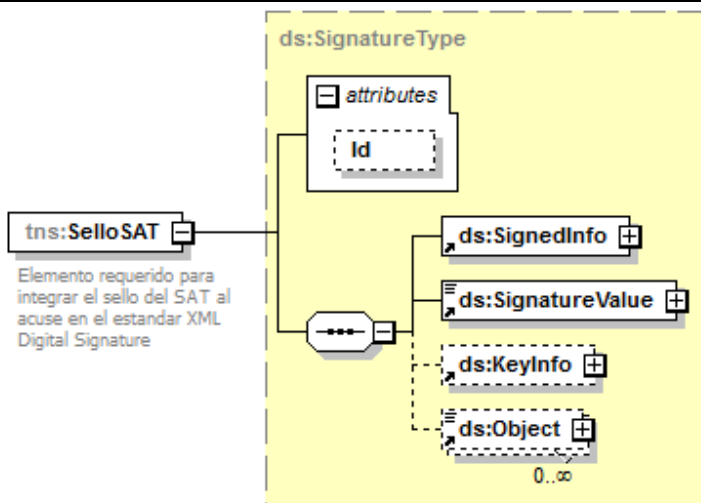 ds:SignatureType
attributes
Id
tns:SelloSAT
Elemento requerido para
integrar el sello del SAT al
acuse en el estandar XML
Digital Signature
ds:SignedInfo
ds:SignatureValue
ds:KeyInfo
ds:Object
0..∞